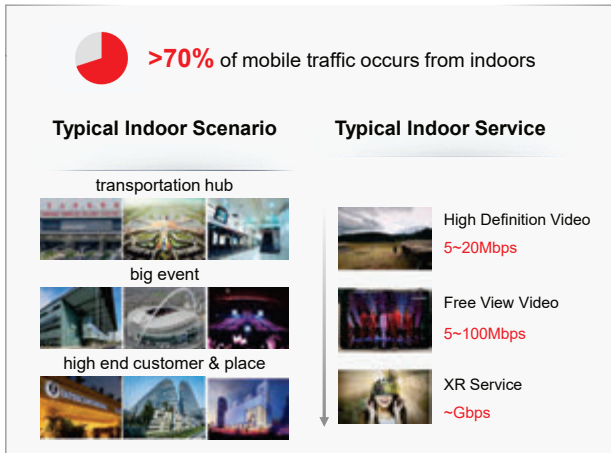 >70% of mobile traffic occurs from indoors
Typical Indoor Scenario
transportation hub
big event
high end customer & place
Typical Indoor Service
High Definition Video
5~20Mbps
Free View Video
5~100Mbps
XR Service
~Gbps